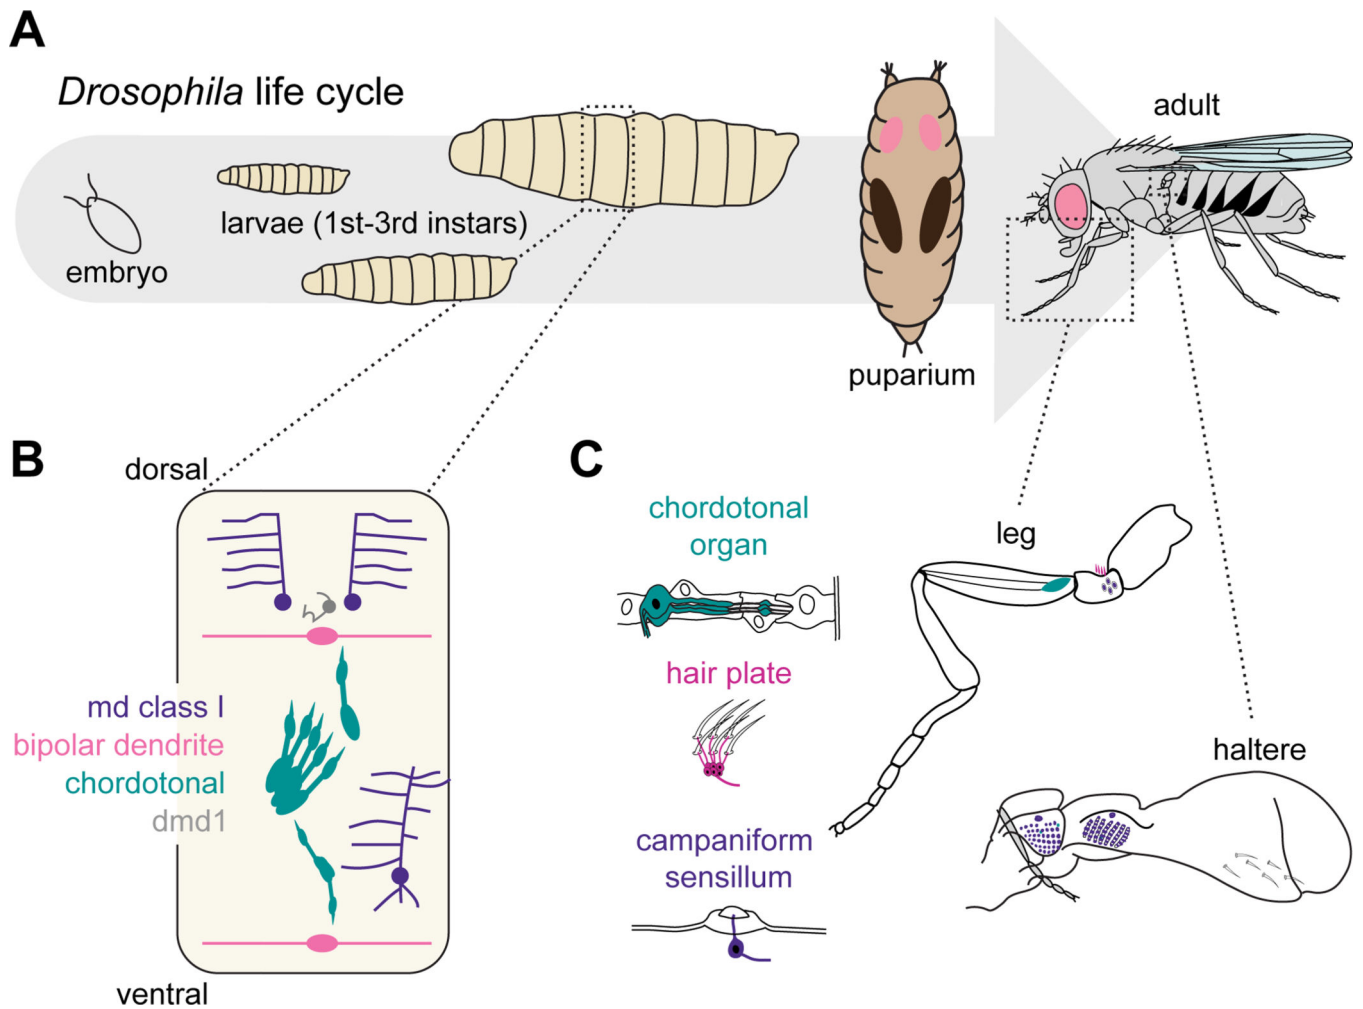 A
Drosophila life cycle
adult
larvae (1st-3rd instars)
embryo
puparium
B
dorsal
md class I
bipolar dendrite
chordotonal
dmd1
ventral
C
chordotonal
organ
leg
hair plate
haltere
campaniform
sensillum